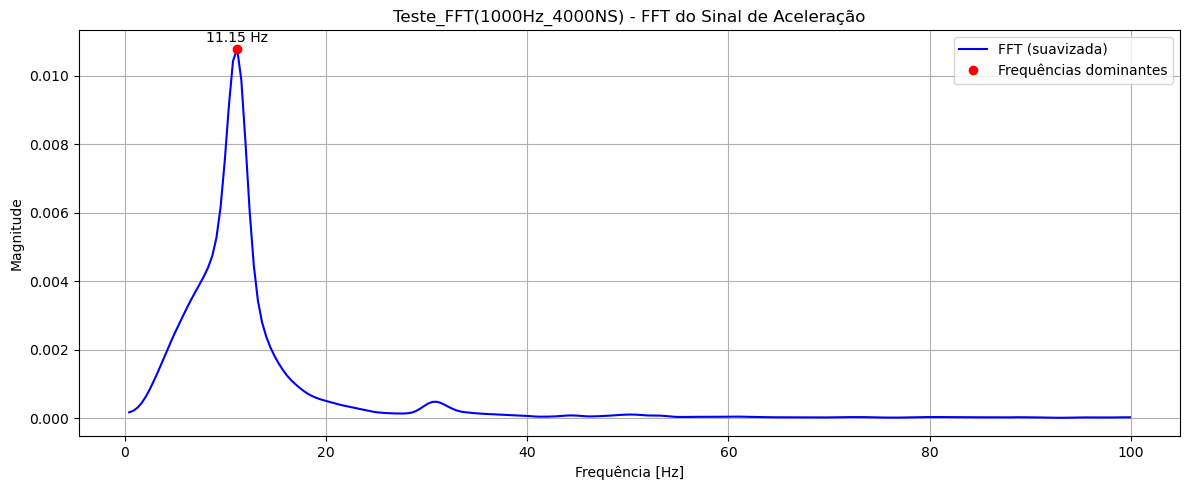 Teste_FFT(1000Hz_4000NS) - FFT do Sinal de Aceleração
11.15 Hz
FFT (suavizada)
Frequências dominantes
Magnitude
0.010
0.008
0.006
0.004
0.002
0.000
0 20 40 60 80 100
Frequência [Hz]